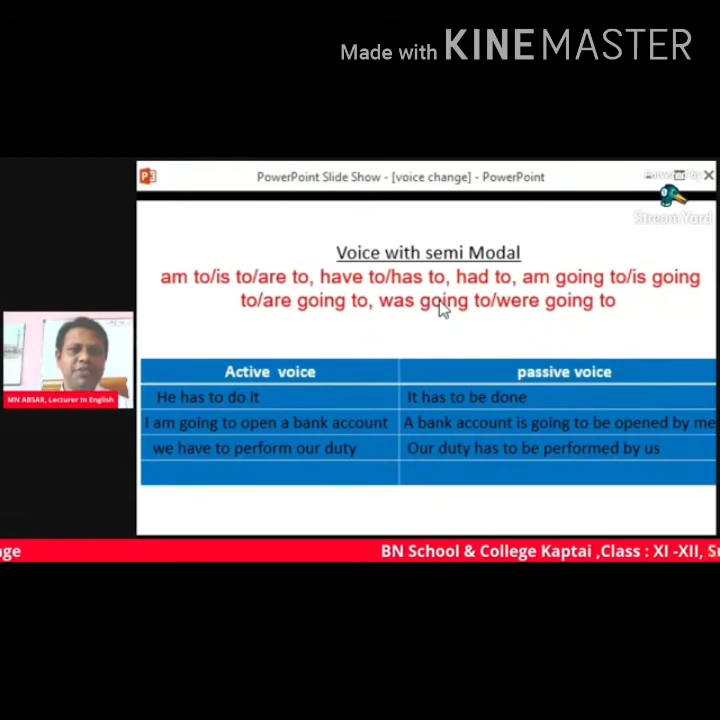 Made with KINEMASTER
PowerPoint Slide Show - [voice change] - PowerPoint
StreamYard
Voice with semi Modal
am to/is to/are to, have to/has to, had to, am going to/is going
to/are going to, was going to/were going to
Active voice passive voice
He has to do it It has to be done
I am going to open a bank account A bank account is going to be opened by me
we have to perform our duty Our duty has to be performed by us
MN ABSAR, Lecturer In English
nge BN School & College Kaptai ,Class : XI -XII, Sr